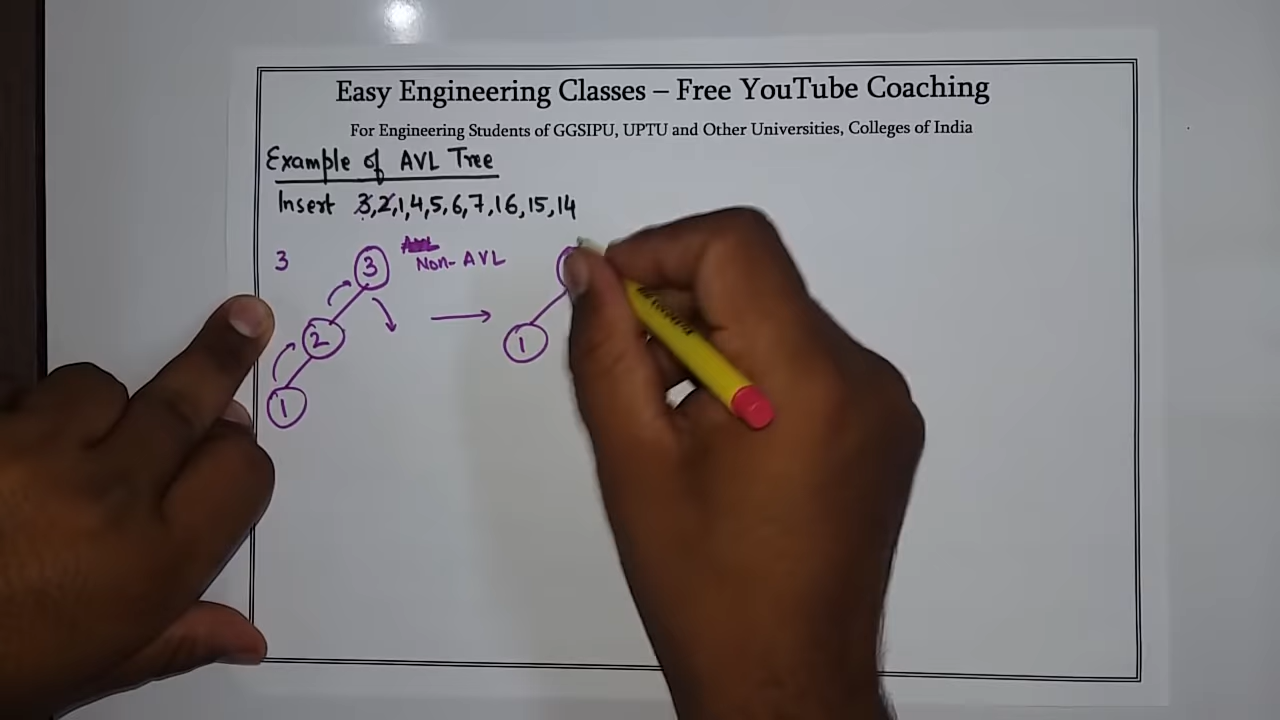 Easy Engineering Classes – Free YouTube Coaching
For Engineering Students of GGSIPU, UPTU and Other Universities, Colleges of India
Example of AVL Tree
Insert 3,2,1,4,5,6,7,16,15,14
3
3
Non-AVL
2
1
1